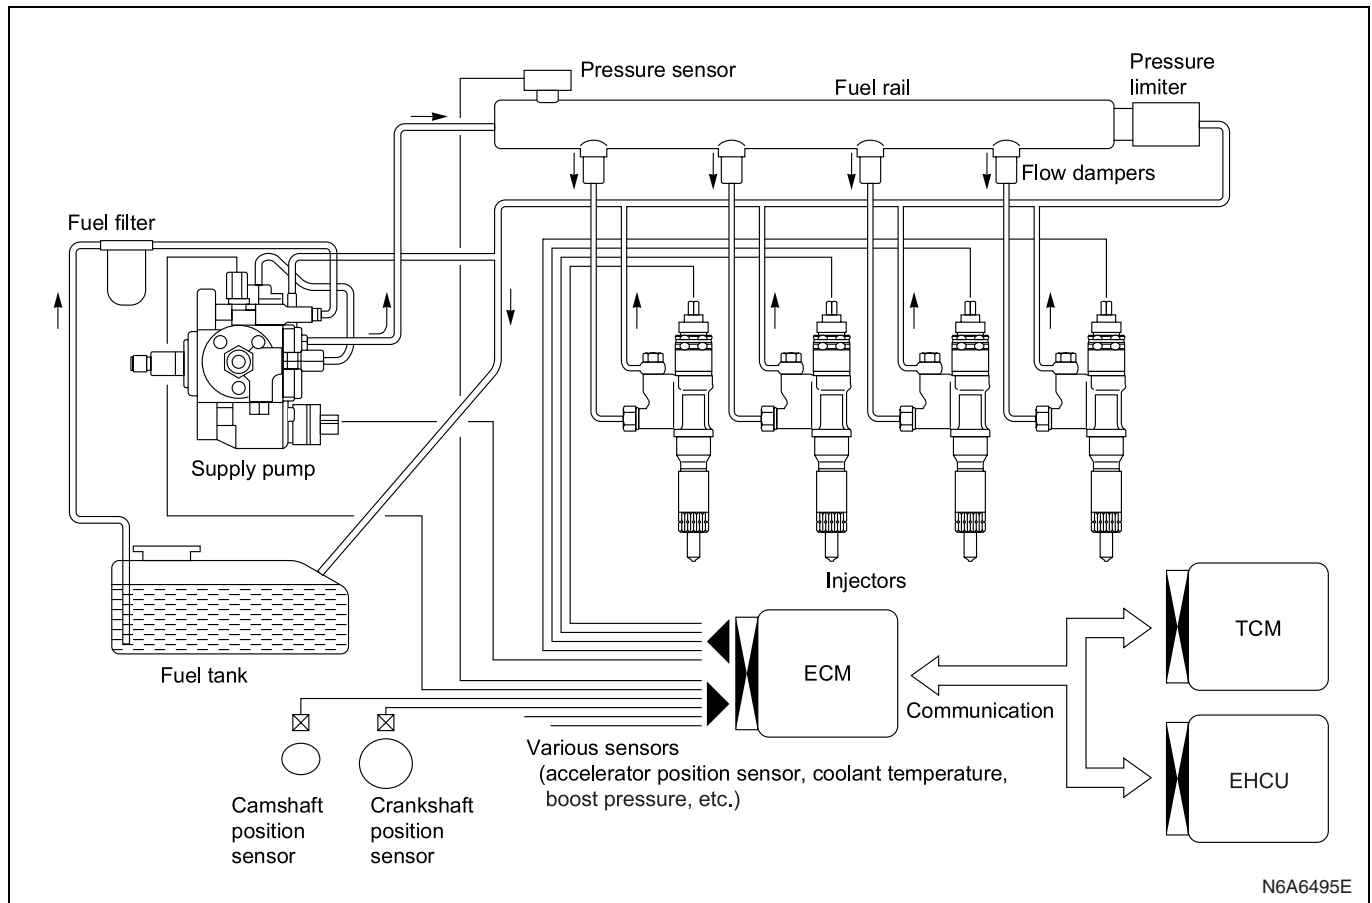 Pressure sensor
Fuel rail
Pressure
limiter
Flow dampers
Fuel filter
Supply pump
Injectors
Fuel tank
ECM
TCM
Communication
EHCU
Various sensors
(accelerator position sensor, coolant temperature,
boost pressure, etc.)
Camshaft
position
sensor
Crankshaft
position
sensor
N6A6495E